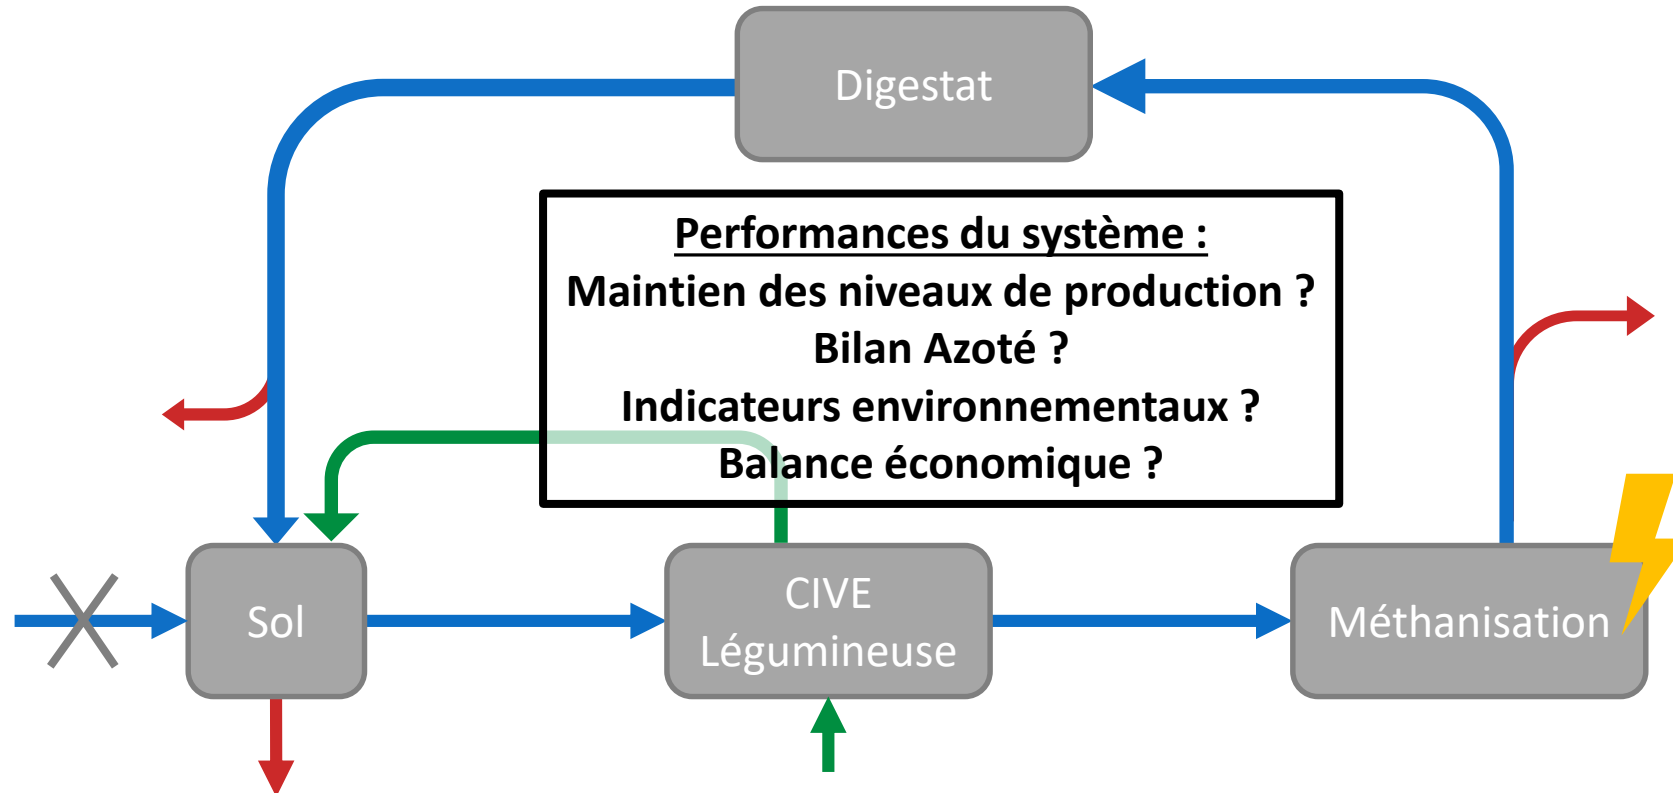 Digestat
Performances du système :
Maintien des niveaux de production ?
Bilan Azoté ?
Indicateurs environnementaux ?
Balance économique ?
Sol
CIVE
Légumineuse
Méthanisation